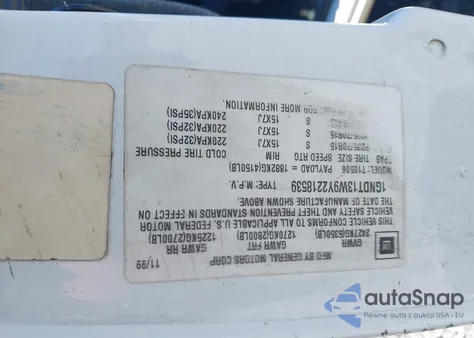 MFD BY GENERAL MOTORS CORP
11/99
GVWR GAWR FRT GAWR RR
2427KG(5350LB) 1270KG(2800LB) 1225KG(2700LB)
THIS VEHICLE CONFORMS TO ALL APPLICABLE U.S. FEDERAL MOTOR
VEHICLE SAFETY AND THEFT PREVENTION STANDARDS IN EFFECT ON
THE DATE OF MANUFACTURE SHOWN ABOVE.
1GNDT13W9Y2218539 TYPE: M.P.V.
MODEL: T10506 PAYLOAD = 1882KG(4150LB)
TIRE SIZE SPEED RTG RIM COLD TIRE PRESSURE
P235/70R15 S 15X7J 220KPA(32PSI)
S 15X7J 220KPA(32PSI)
15X7J 240KPA(35PSI)
FOR MORE INFORMATION.
GM
autoSnap
Pewne auta z USA i EU